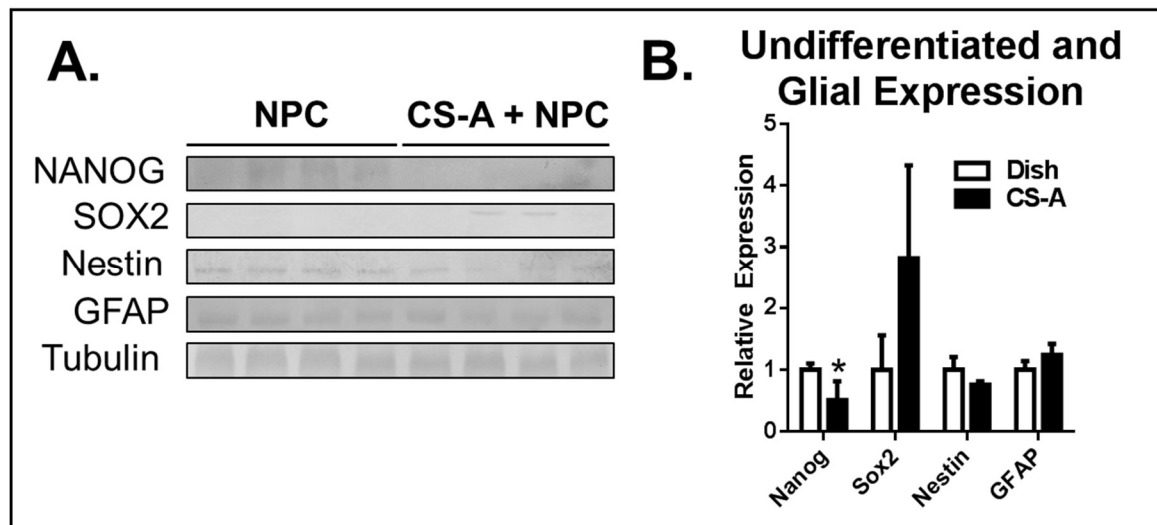 A.
NPC CS-A + NPC
NANOG
SOX2
Nestin
GFAP
Tubulin
B.
Undifferentiated and
Glial Expression
Relative Expression
5
4
3
2
1
0
Dish
CS-A
*
Nanog
Sox2
Nestin
GFAP